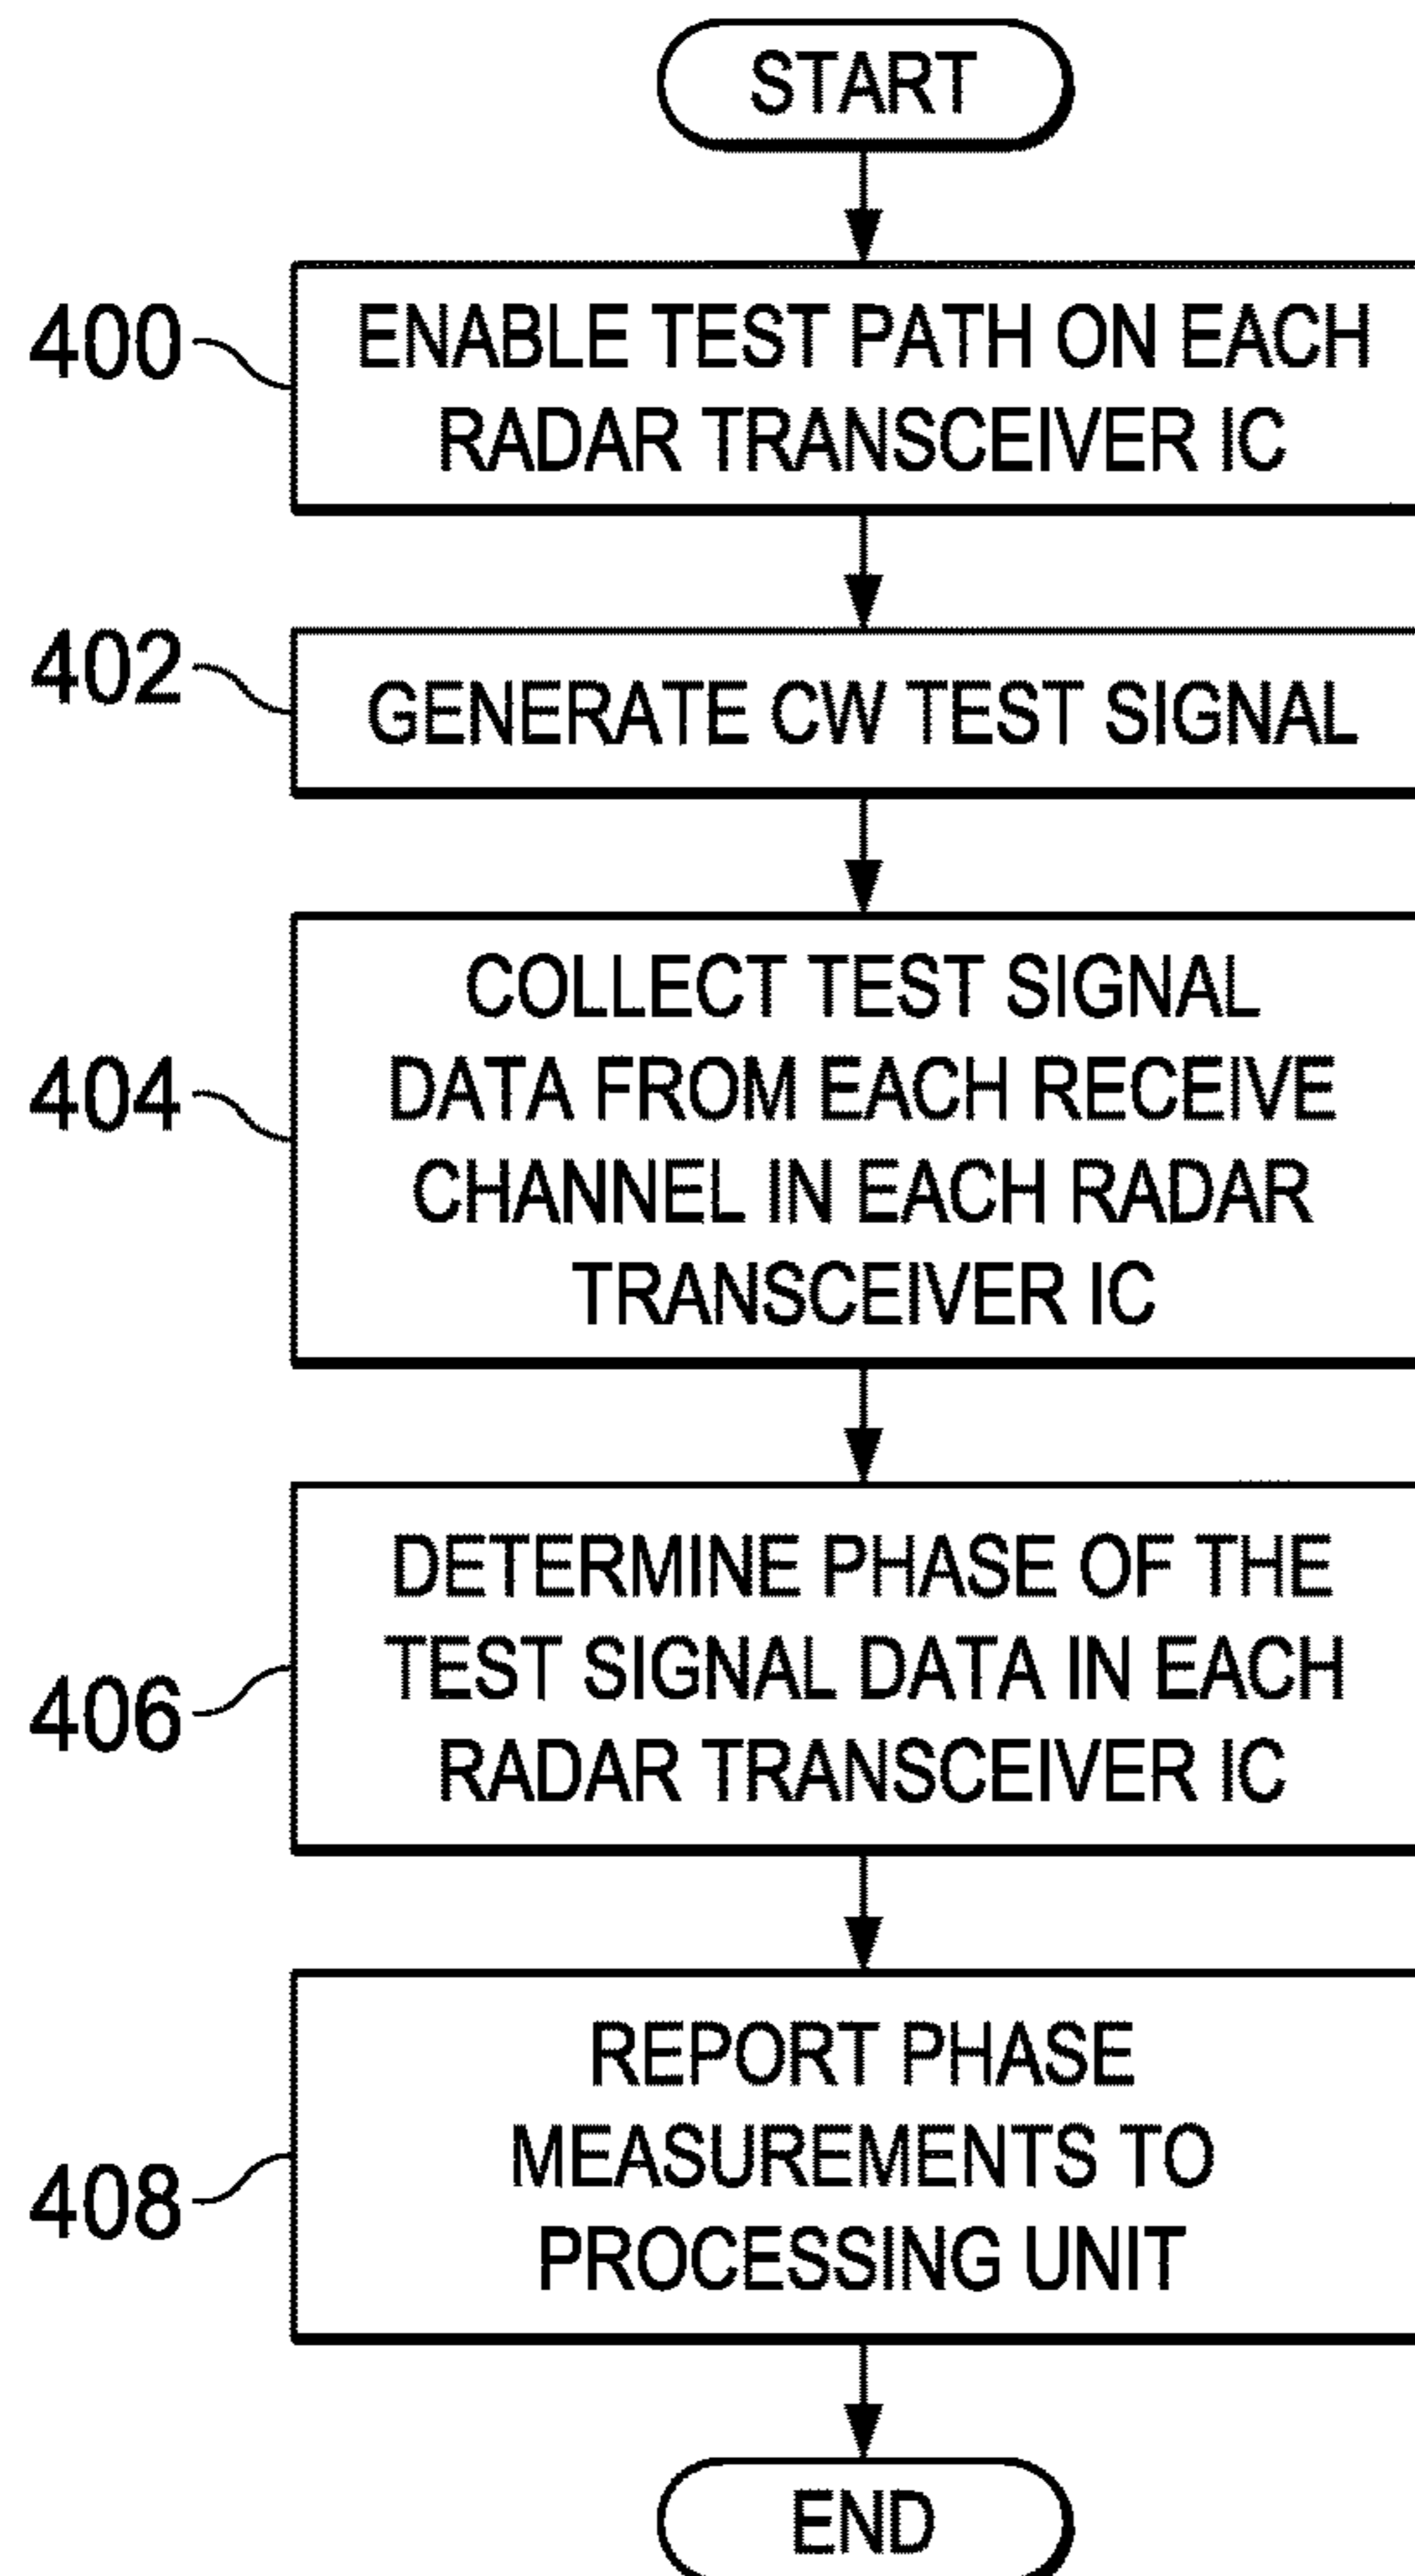 START
400
ENABLE TEST PATH ON EACH
RADAR TRANSCEIVER IC
402
GENERATE CW TEST SIGNAL
404
COLLECT TEST SIGNAL
DATA FROM EACH RECEIVE
CHANNEL IN EACH RADAR
TRANSCEIVER IC
406
DETERMINE PHASE OF THE
TEST SIGNAL DATA IN EACH
RADAR TRANSCEIVER IC
408
REPORT PHASE
MEASUREMENTS TO
PROCESSING UNIT
END